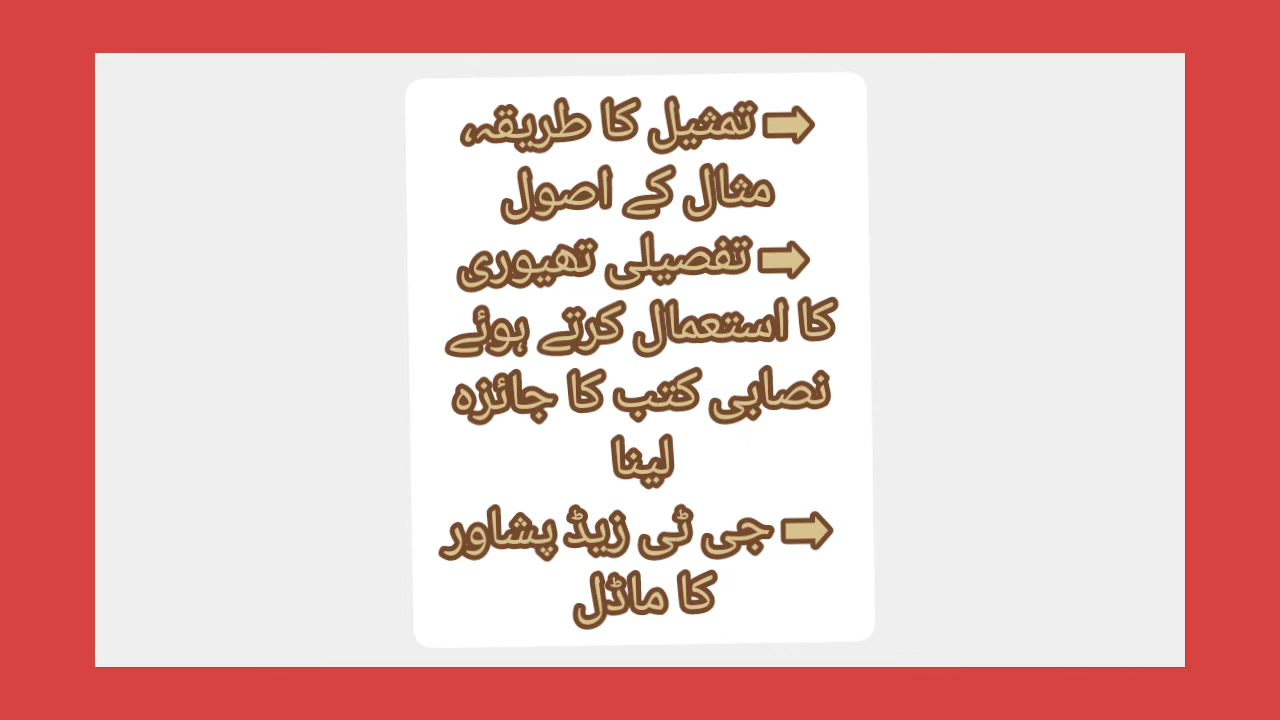 ➡ تمثیل کا طریقہ،
مثال کے اصول
➡ تفصیلی تھیوری
کا استعمال کرتے ہوئے
نصابی کتب کا جائزہ
لینا
➡ جی ٹی زیڈ پشاور
کا ماڈل